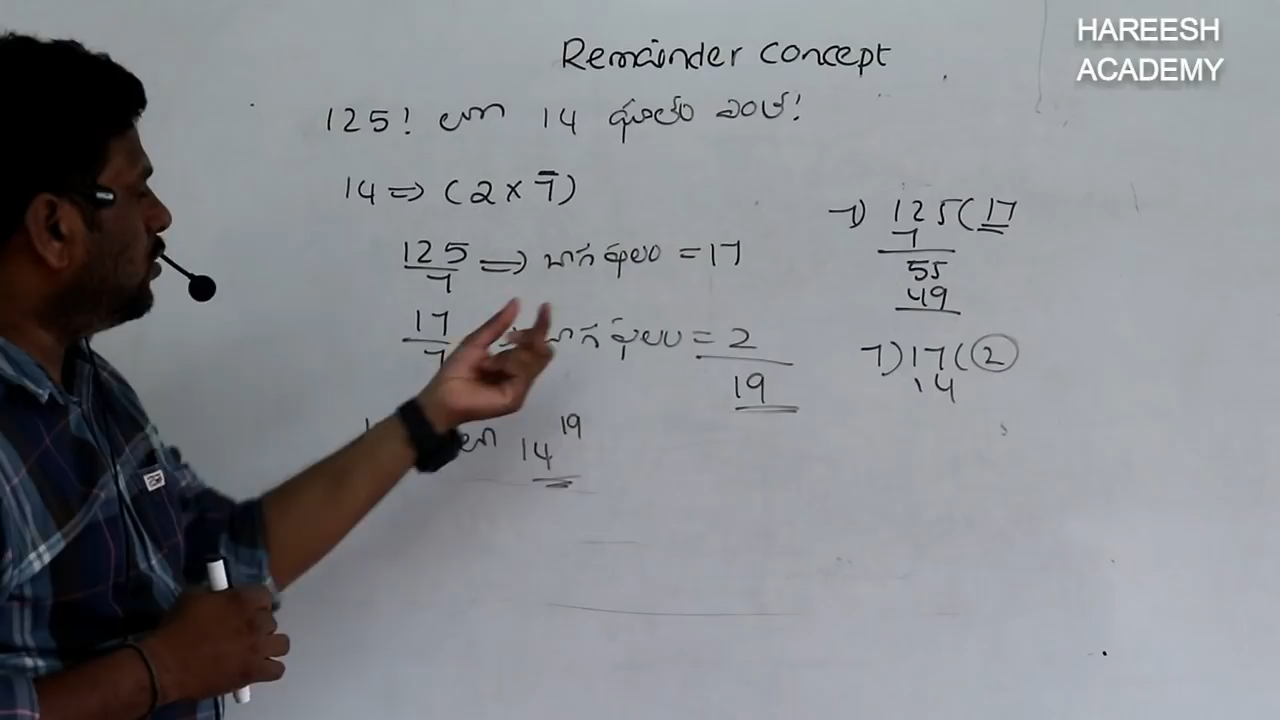 HAREESH
ACADEMY
Remainder concept
125! లో 14 ఘాతం ఎంత!
14 ⇒ (2 × 7)
125/7 ⇒ భాగఫలం = 17
17/7 ⇒ భాగఫలం = 2
19
లో 14^19
7) 125 ( 17
7
55
49
7) 17 ( 2
14